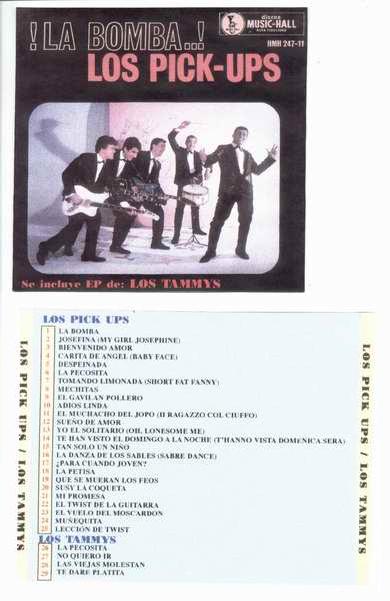 !LA BOMBA..!
discos
MUSIC-HALL
ALTA FIDELIDAD
HMH 247-11
LOS PICK-UPS
Se incluye EP de: LOS TAMMYS
LOS PICK UPS
1 LA BOMBA
2 JOSEFINA (MY GIRL JOSEPHINE)
3 BIENVENIDO AMOR
4 CARITA DE ANGEL (BABY FACE)
5 DESPEINADA
6 LA PECOSITA
7 TOMANDO LIMONADA (SHORT FAT FANNY)
8 MECHITAS
9 EL GAVILAN POLLERO
10 ADIOS LINDA
11 EL MUCHACHO DEL JOPO (II RAGAZZO COL CIUFFO)
12 SUEÑO DE AMOR
13 YO EL SOLITARIO (OH, LONESOME ME)
14 TE HAN VISTO EL DOMINGO A LA NOCHE (T'HANNO VISTA DOMENICA SERA)
15 TAN SOLO UN NIÑO
16 LA DANZA DE LOS SABLES (SABRE DANCE)
17 ¿PARA CUANDO JOVEN?
18 LA PETISA
19 QUE SE MUERAN LOS FEOS
20 SUSY LA COQUETA
21 MI PROMESA
22 EL TWIST DE LA GUITARRA
23 EL VUELO DEL MOSCARDON
24 MUÑEQUITA
25 LECCIÓN DE TWIST
LOS TAMMYS
26 LA PECOSITA
27 NO QUIERO IR
28 LAS VIEJAS MOLESTAN
29 TE DARE PLATITA
LOS PICK UPS / LOS TAMMYS
LOS PICK UPS / LOS TAMMYS